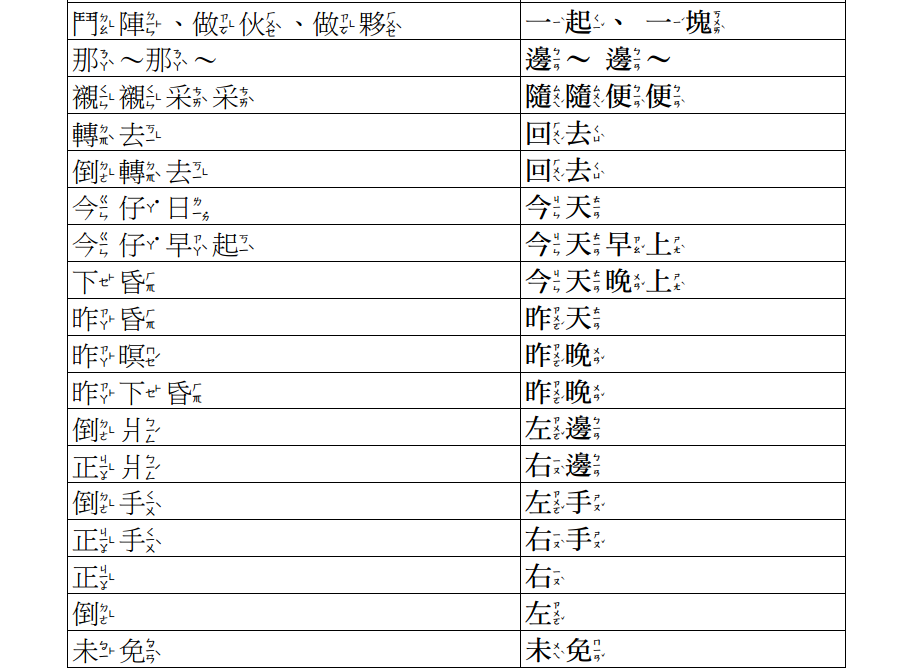 鬥陣、做伙、做夥 一起、 一塊
那～那～ 邊～ 邊～
襯襯采采 隨隨便便
轉去 回去
倒轉去 回去
今仔日 今天
今仔早起 今天早上
下昏 今天晚上
昨昏 昨天
昨暝 昨晚
昨下昏 昨晚
倒爿 左邊
正爿 右邊
倒手 左手
正手 右手
正 右
倒 左
未免 未免